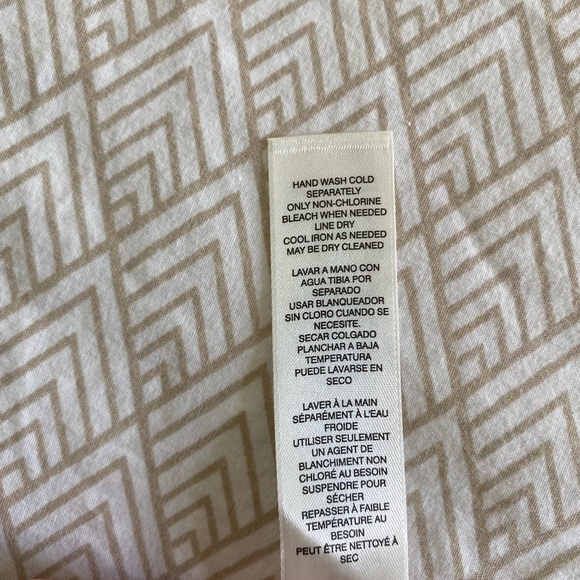 HAND WASH COLD
SEPARATELY
ONLY NON-CHLORINE
BLEACH WHEN NEEDED
LINE DRY
COOL IRON AS NEEDED
MAY BE DRY CLEANED
LAVAR A MANO CON
AGUA TIBIA POR
SEPARADO
USAR BLANQUEADOR
SIN CLORO CUANDO SE
NECESITE.
SECAR COLGADO
PLANCHAR A BAJA
TEMPERATURA
PUEDE LAVARSE EN
SECO
LAVER À LA MAIN
SÉPARÉMENT À L'EAU
FROIDE
UTILISER SEULEMENT
UN AGENT DE
BLANCHIMENT NON
CHLORÉ AU BESOIN
SUSPENDRE POUR
SÉCHER
REPASSER À FAIBLE
TEMPÉRATURE AU
BESOIN
PEUT ÊTRE NETTOYÉ À
SEC